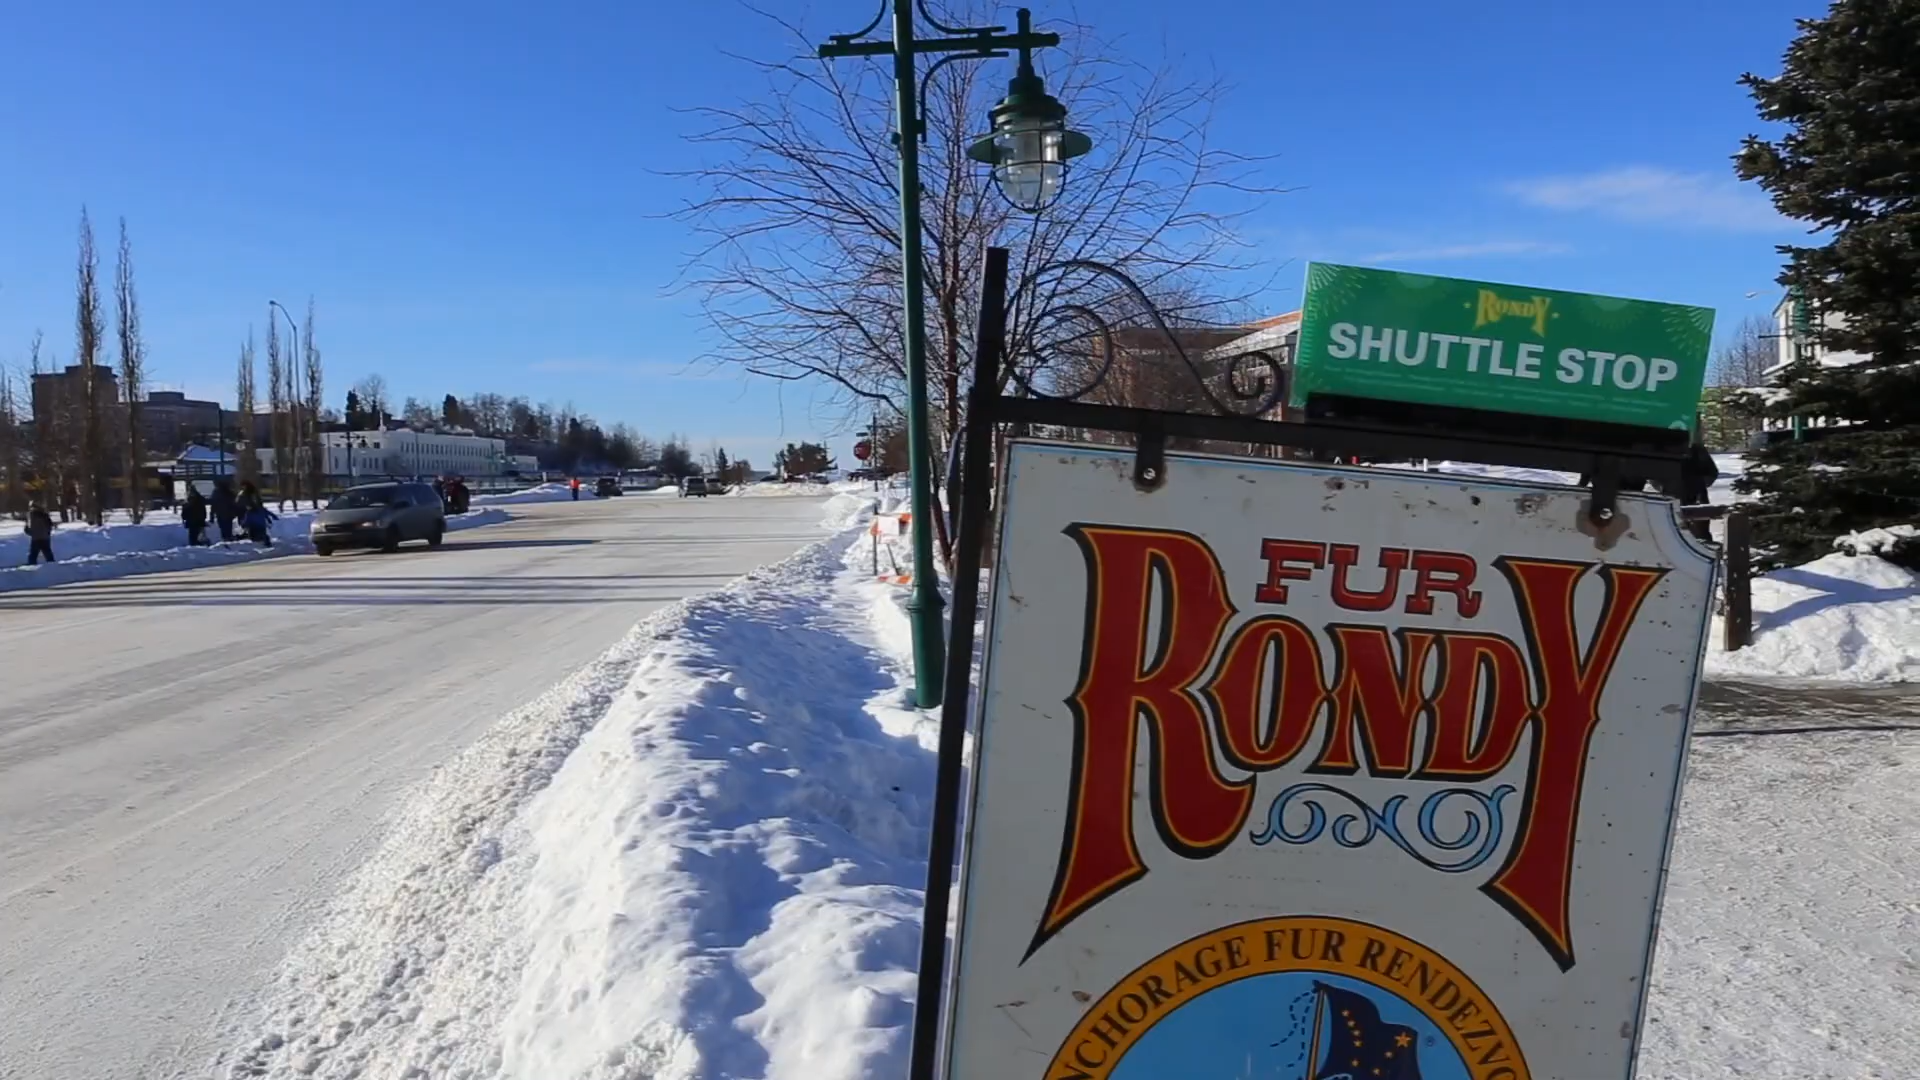 RONDY
SHUTTLE STOP
FUR
RONDY
NCHORAGE FUR RENDEZVO